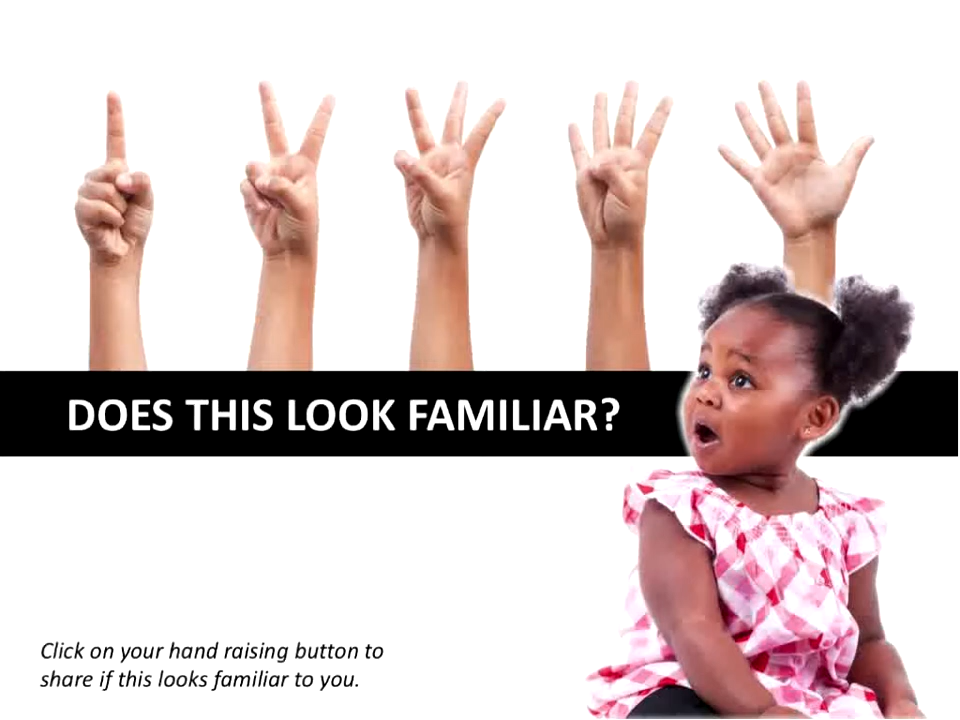 DOES THIS LOOK FAMILIAR?
Click on your hand raising button to
share if this looks familiar to you.